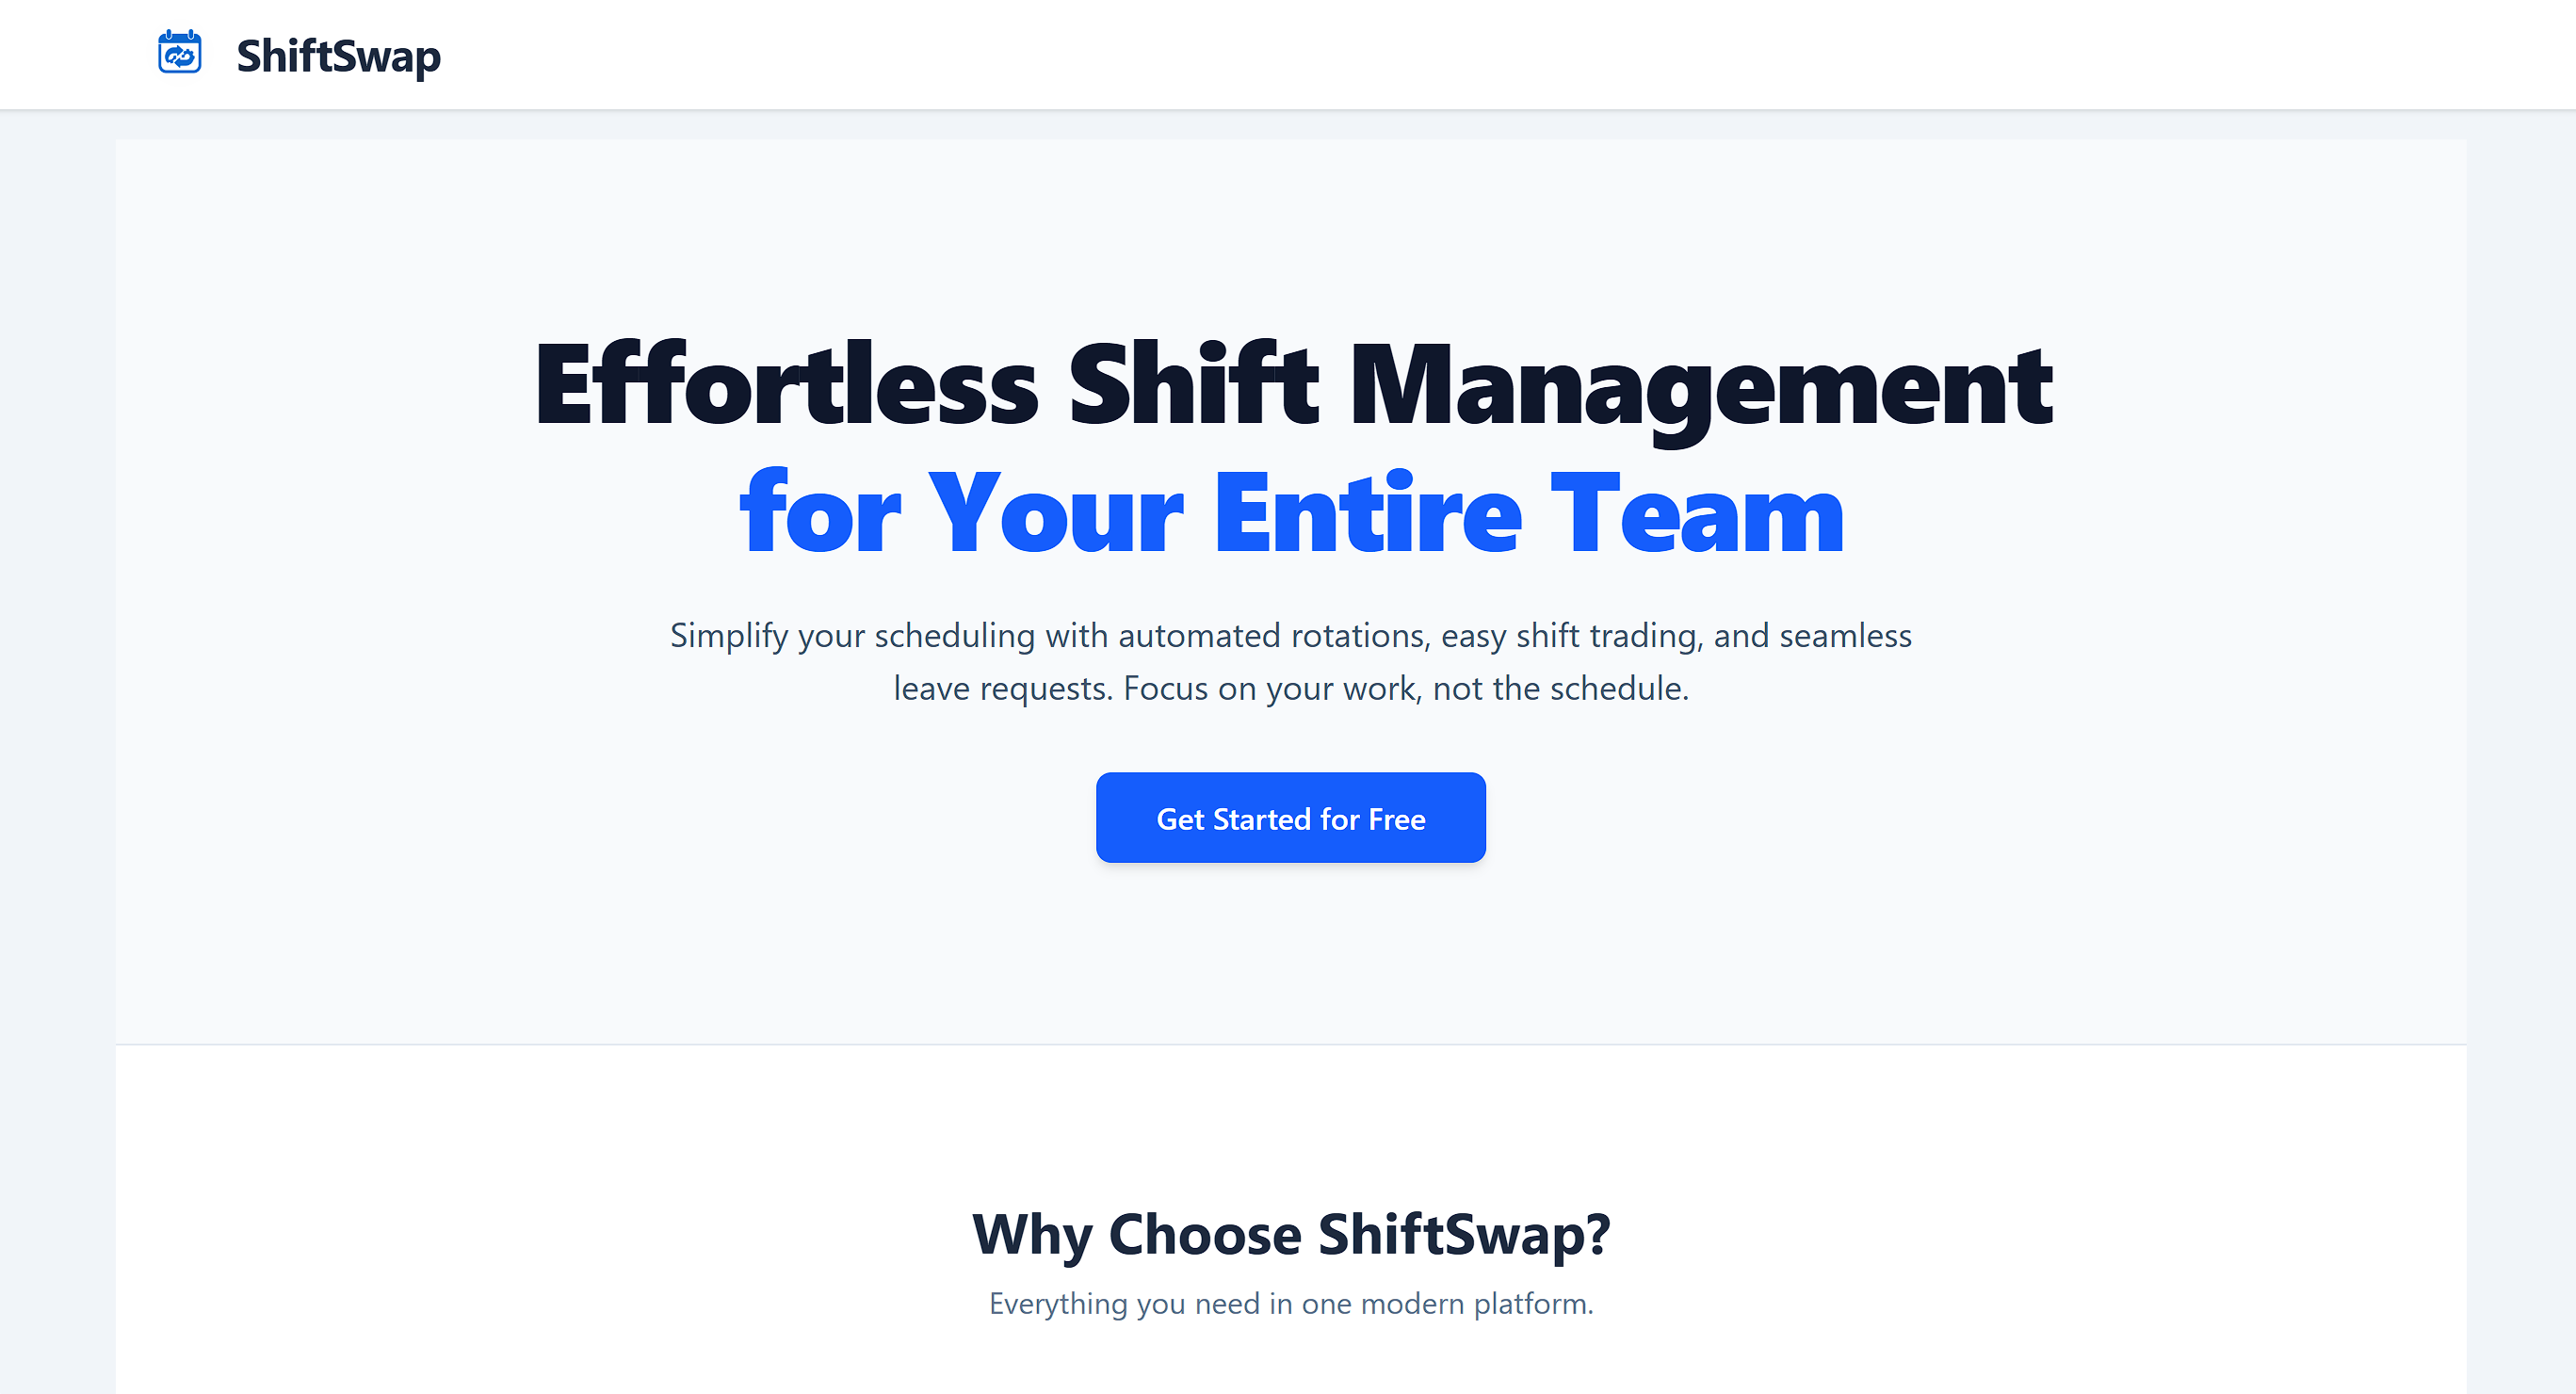 ShiftSwap
Effortless Shift Management
for Your Entire Team
Simplify your scheduling with automated rotations, easy shift trading, and seamless
leave requests. Focus on your work, not the schedule.
Get Started for Free
Why Choose ShiftSwap?
Everything you need in one modern platform.